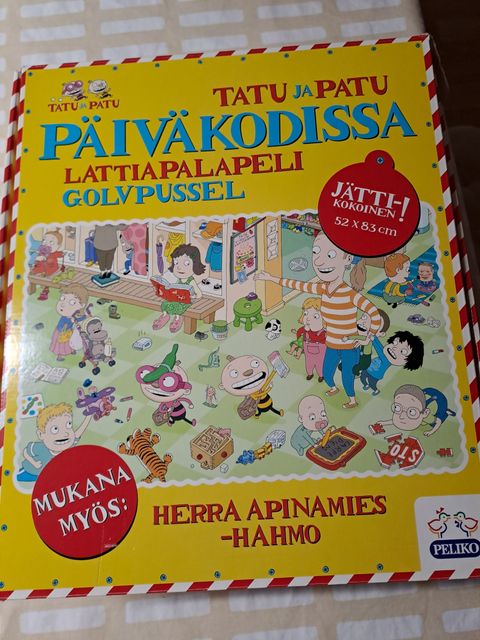 TATU JA PATU
TATU JA PATU
PÄIVÄKODISSA
LATTIAPALAPELI
GOLVPUSSEL
JÄTTI-
KOKOINEN!
52 X 83 cm
STOP
MUKANA
MYÖS:
HERRA APINAMIES
-HAHMO
PELIKO